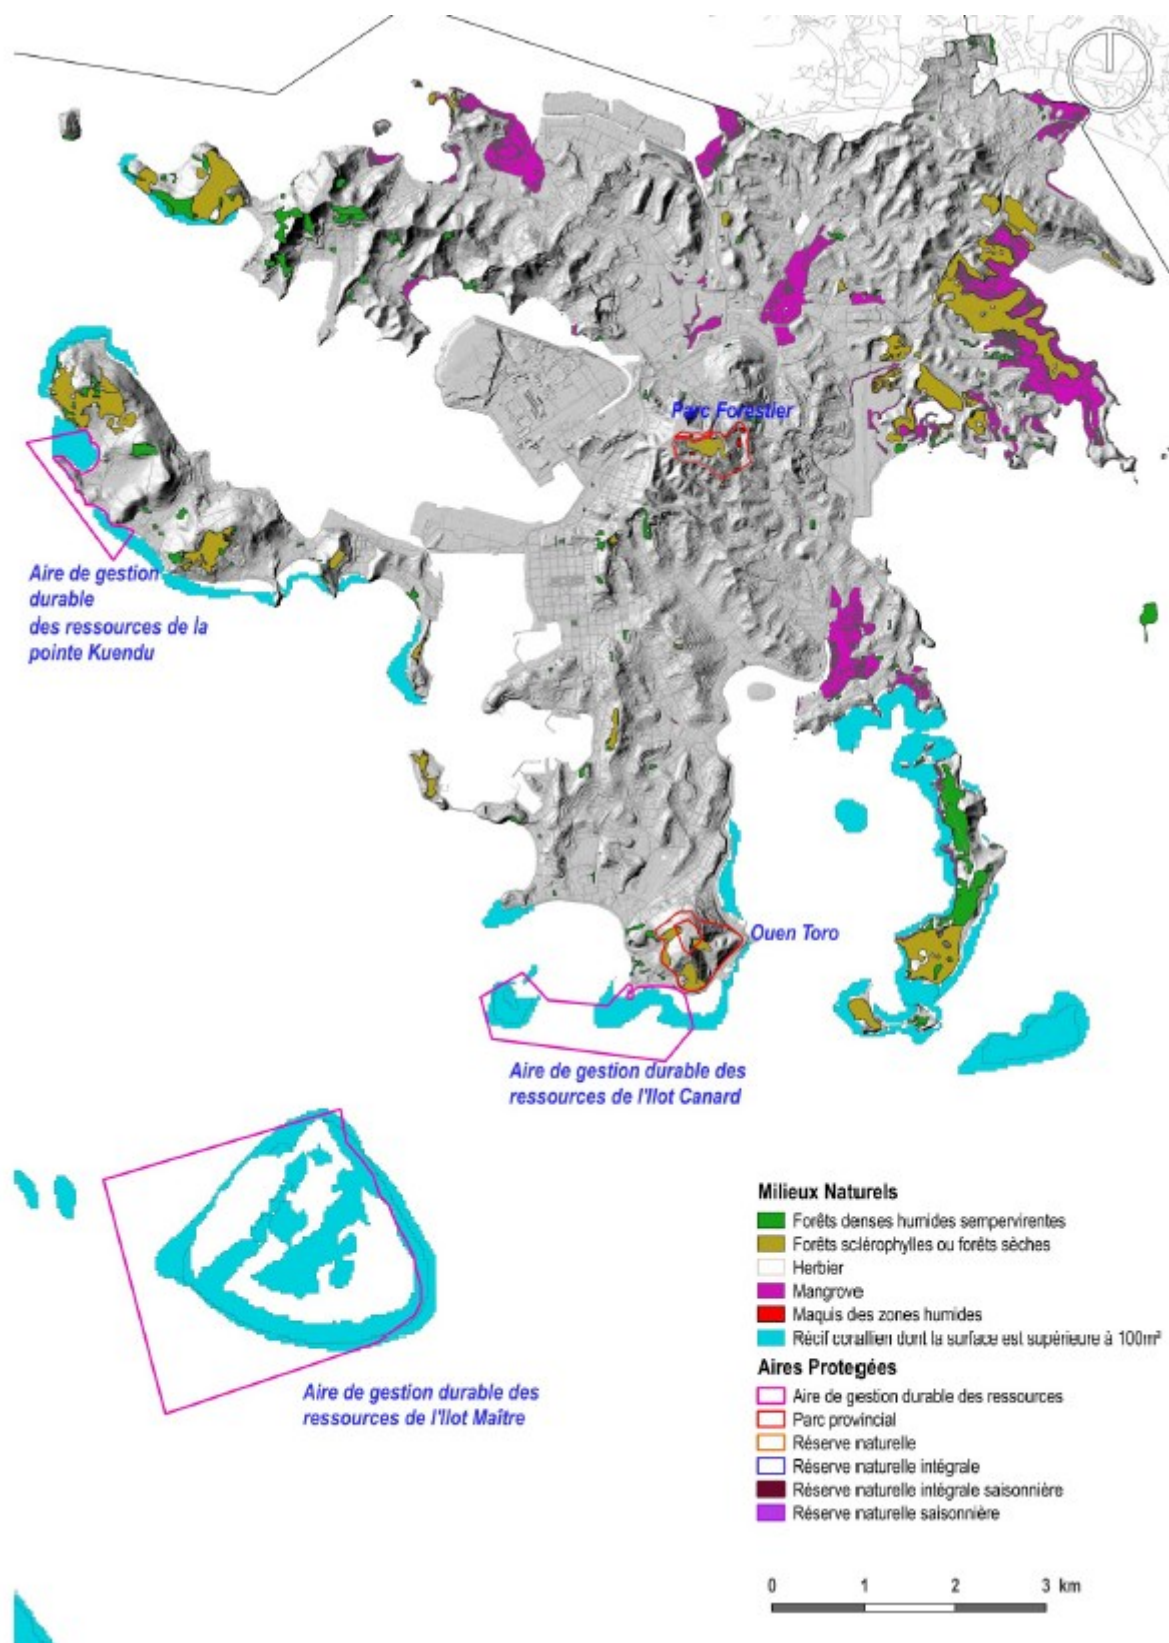 Parc Forestier
Aire de gestion
durable
des ressources de la
pointe Kuendu
Ouen Toro
Aire de gestion durable des
ressources de l'Ilot Canard
Aire de gestion durable des
ressources de l'Ilot Maître
Milieux Naturels
Forêts denses humides sempervirentes
Forêts sclérophylles ou forêts sèches
Herbier
Mangrove
Maquis des zones humides
Récif corallien dont la surface est supérieure à 100m²
Aires Protegées
Aire de gestion durable des ressources
Parc provincial
Réserve naturelle
Réserve naturelle intégrale
Réserve naturelle intégrale saisonnière
Réserve naturelle saisonnière
0 1 2 3 km